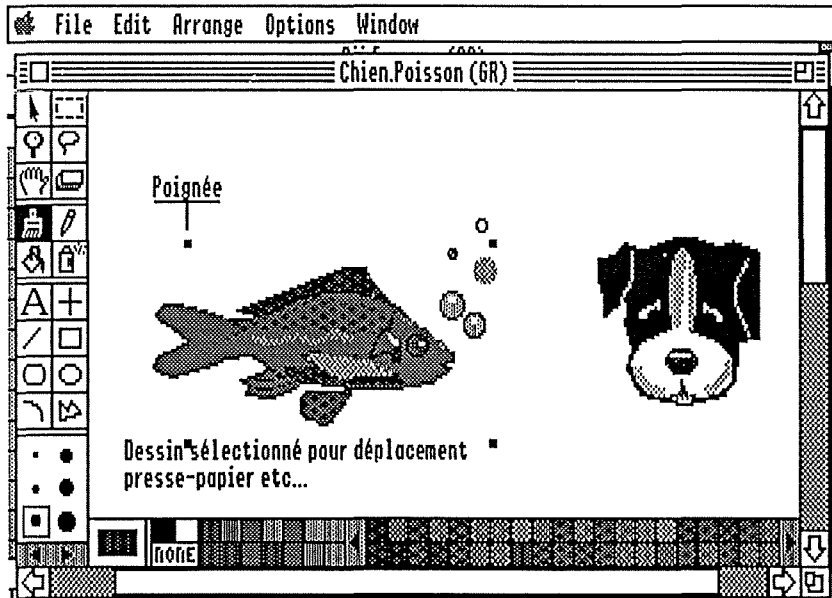 File Edit Arrange Options Window
Chien.Poisson (GR)
Poignée
Dessin sélectionné pour déplacement
presse-papier etc...
A
nonE